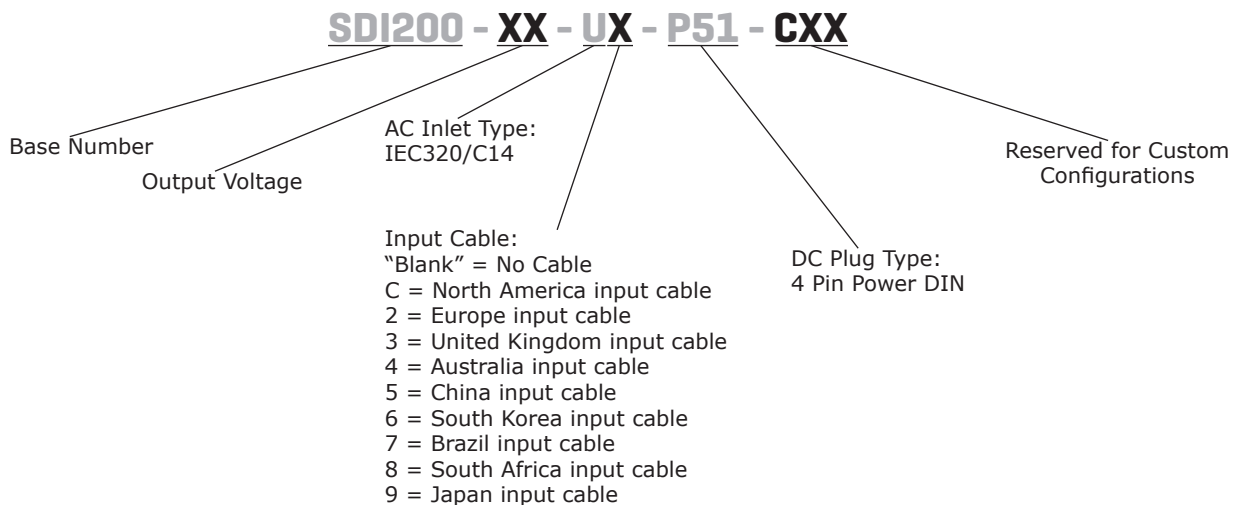 SDI200 - XX - UX - P51 - CXX
Base Number
Output Voltage
AC Inlet Type:
IEC320/C14
Input Cable:
“Blank” = No Cable
C = North America input cable
2 = Europe input cable
3 = United Kingdom input cable
4 = Australia input cable
5 = China input cable
6 = South Korea input cable
7 = Brazil input cable
8 = South Africa input cable
9 = Japan input cable
DC Plug Type:
4 Pin Power DIN
Reserved for Custom
Configurations